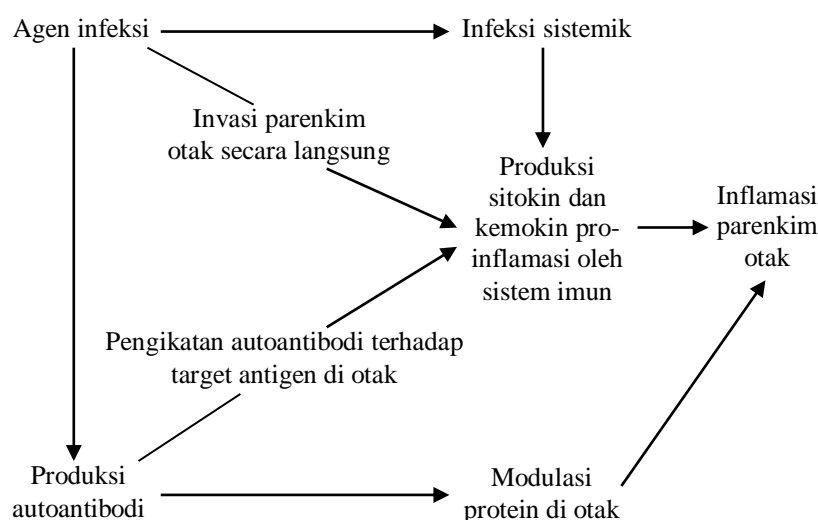 Agen infeksi
Infeksi sistemik
Invasi parenkim
otak secara langsung
Produksi
sitokin dan
kemokin pro-
inflamasi oleh
sistem imun
Inflamasi
parenkim
otak
Pengikatan autoantibodi terhadap
target antigen di otak
Produksi
autoantibodi
Modulasi
protein di otak